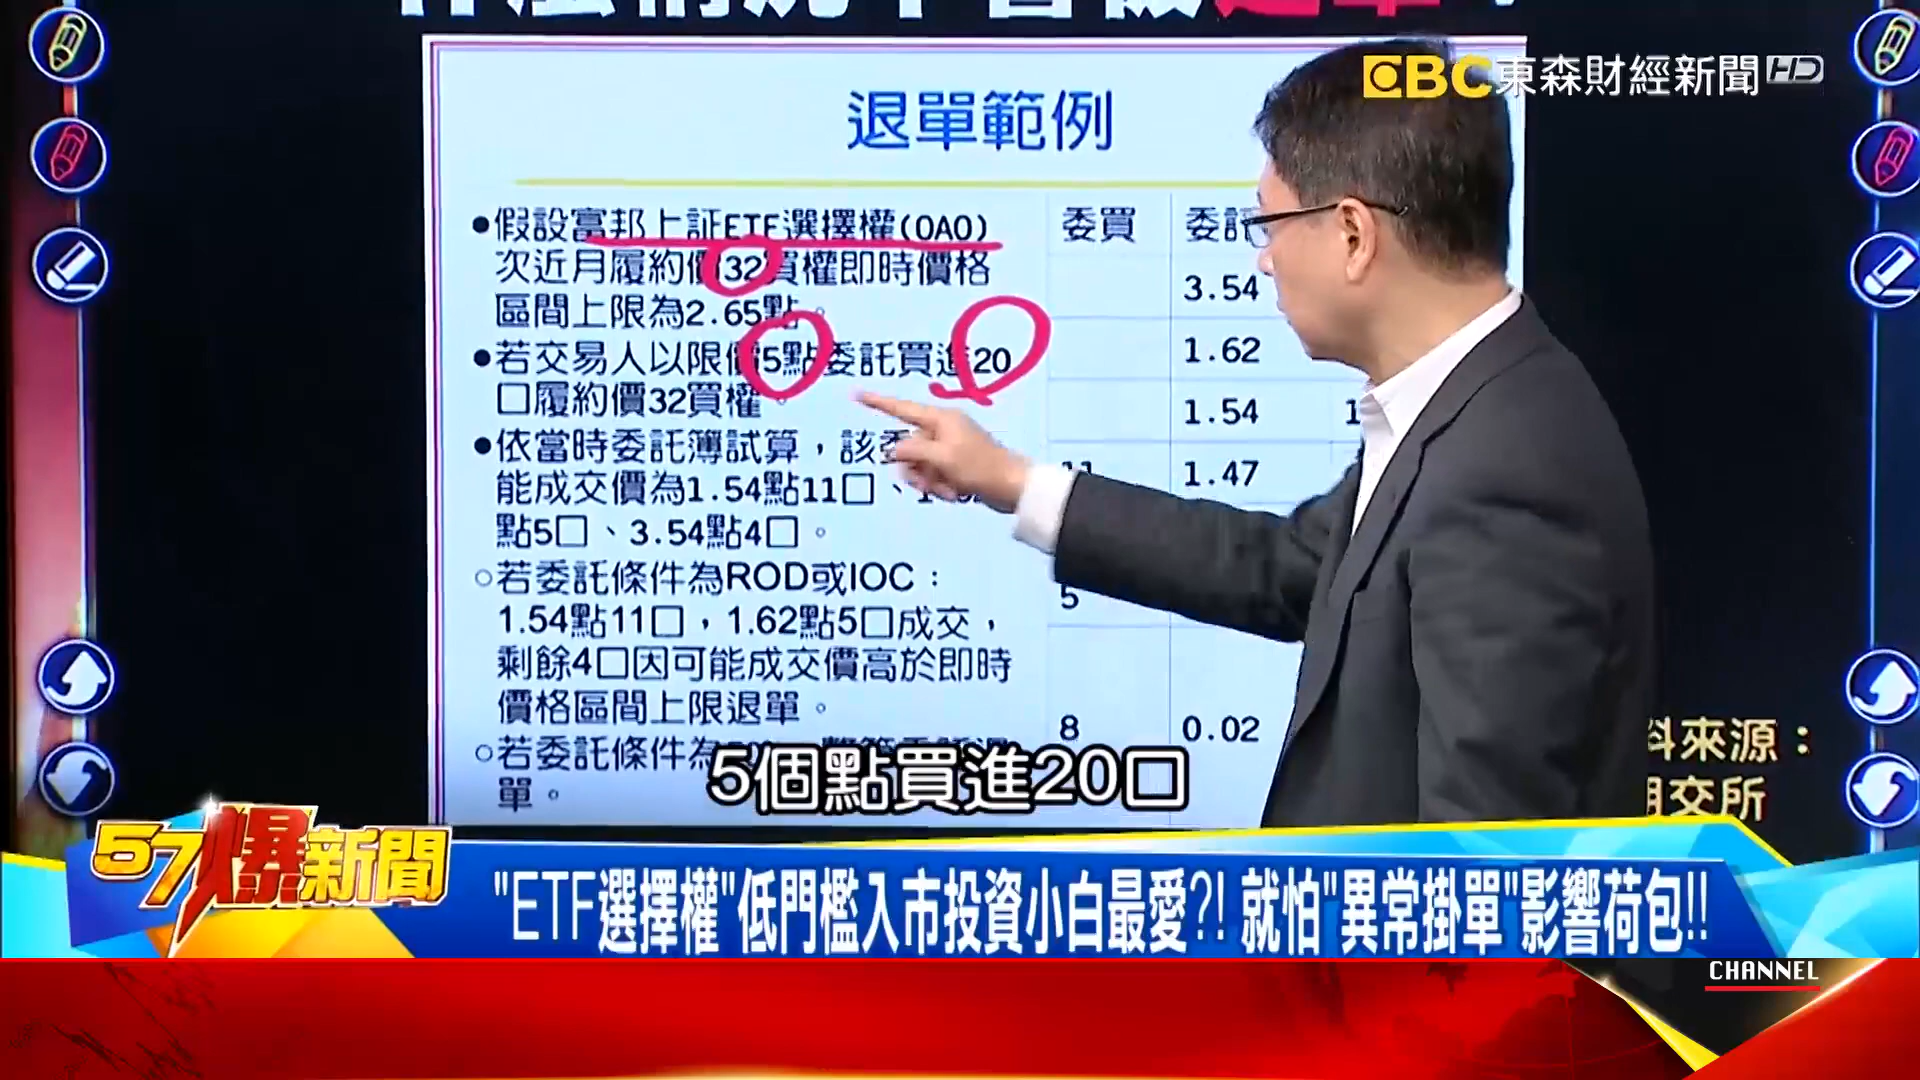 EBC東森財經新聞HD
退單範例
●假設富邦上証ETF選擇權(OAO)
次近月履約價32買權即時價格
區間上限為2.65點。
●若交易人以限價5點委託買進20
口履約價32買權。
●依當時委託簿試算，該委
能成交價為1.54點11口、
點5口、3.54點4口。
○若委託條件為ROD或IOC：
1.54點11口，1.62點5口成交，
剩餘4口因可能成交價高於即時
價格區間上限退單。
○若委託條件為
單。
委買 委託
3.54
1.62
1.54 1
11 1.47
5
8 0.02
料來源：
期交所
5個點買進20口
57爆新聞
"ETF選擇權"低門檻入市投資小白最愛?! 就怕"異常掛單"影響荷包!!
CHANNEL